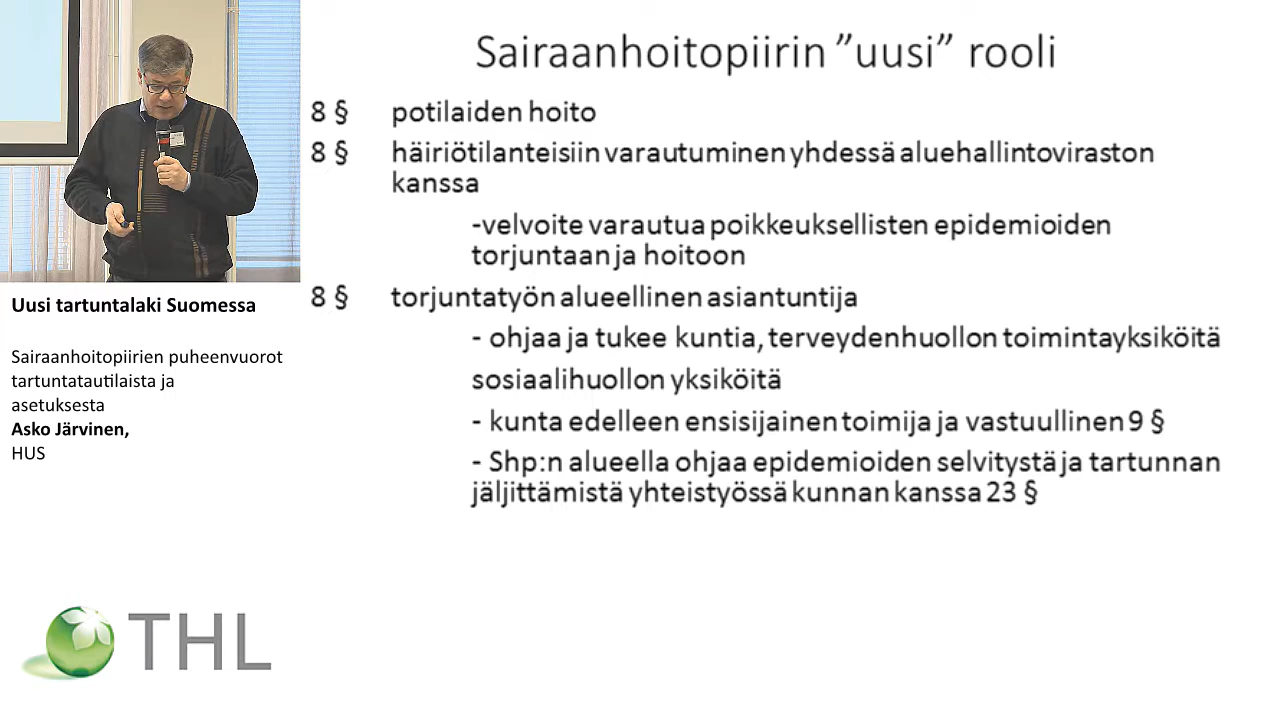 Sairaanhoitopiirin ”uusi” rooli
8 § potilaiden hoito
8 § häiriötilanteisiin varautuminen yhdessä aluehallintoviraston
kanssa
-velvoite varautua poikkeuksellisten epidemioiden
torjuntaan ja hoitoon
8 § torjuntatyön alueellinen asiantuntija
- ohjaa ja tukee kuntia, terveydenhuollon toimintayksiköitä
sosiaalihuollon yksiköitä
- kunta edelleen ensisijainen toimija ja vastuullinen 9 §
- Shp:n alueella ohjaa epidemioiden selvitystä ja tartunnan
jäljittämistä yhteistyössä kunnan kanssa 23 §
Uusi tartuntalaki Suomessa
Sairaanhoitopiirien puheenvuorot
tartuntatautilaista ja
asetuksesta
Asko Järvinen,
HUS
THL